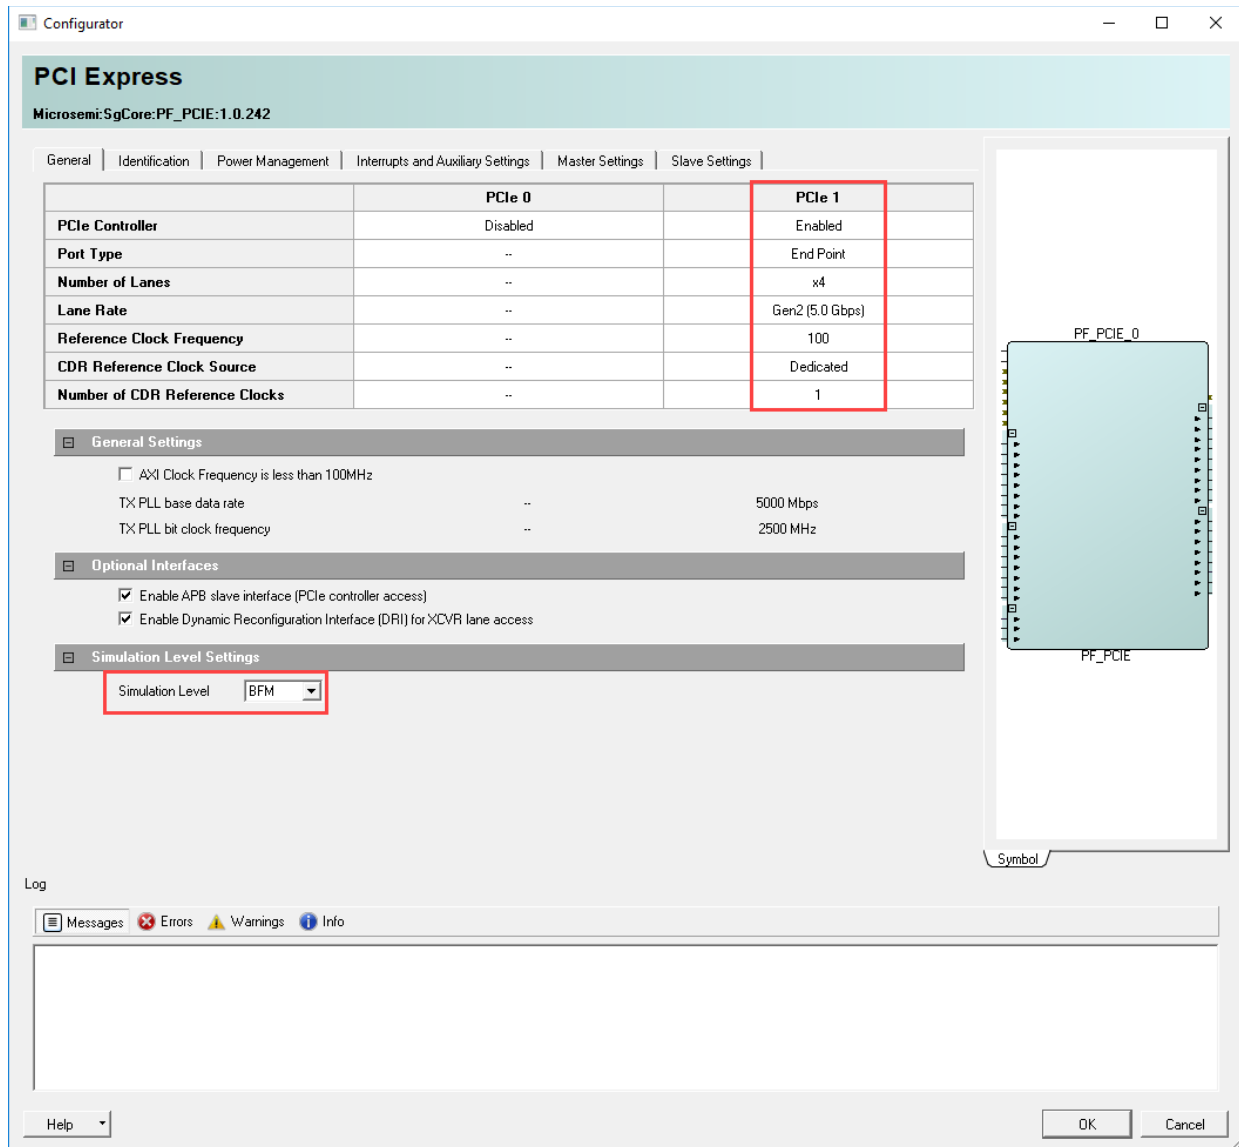 Configurator
PCI Express
Microsemi:SgCore:PF_PCIE:1.0.242
General Identification Power Management Interrupts and Auxiliary Settings Master Settings Slave Settings
PCIe 0 PCIe 1
PCIe Controller Disabled Enabled
Port Type -- End Point
Number of Lanes -- x4
Lane Rate -- Gen2 (5.0 Gbps)
Reference Clock Frequency -- 100
CDR Reference Clock Source -- Dedicated
Number of CDR Reference Clocks -- 1
General Settings
AXI Clock Frequency is less than 100MHz
TX PLL base data rate -- 5000 Mbps
TX PLL bit clock frequency -- 2500 MHz
Optional Interfaces
Enable APB slave interface (PCIe controller access)
Enable Dynamic Reconfiguration Interface (DRI) for XCVR lane access
Simulation Level Settings
Simulation Level BFM
PF_PCIE_0
PF_PCIE
Symbol
Log
Messages Errors Warnings Info
Help OK Cancel